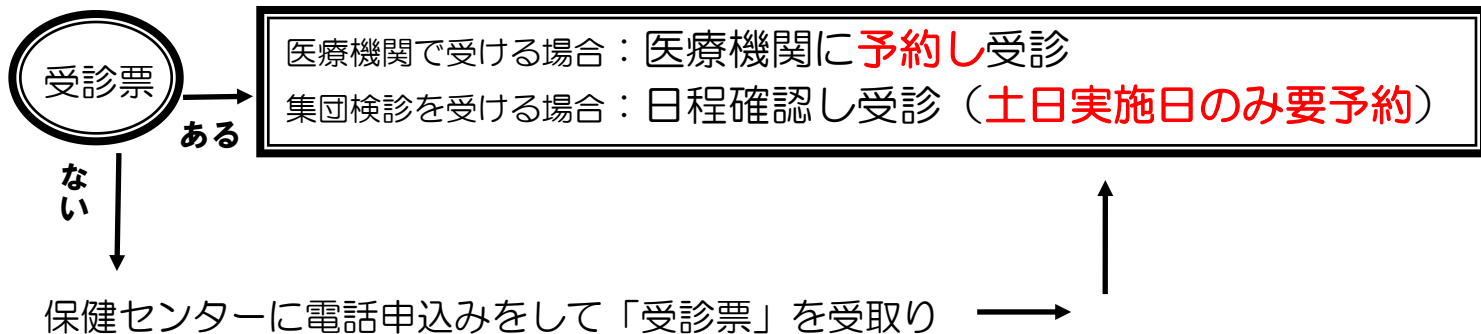 受診票
医療機関で受ける場合：医療機関に予約し受診
集団検診を受ける場合：日程確認し受診（土日実施日のみ要予約）
ある
ない
保健センターに電話申込みをして「受診票」を受取り